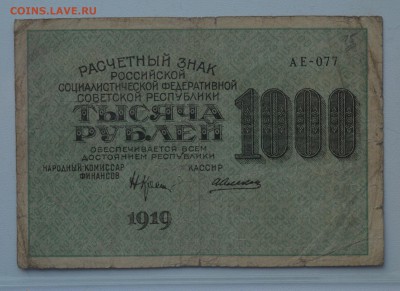 COINS.LAVE.RU
РАСЧЕТНЫЙ ЗНАК
РОССИЙСКОЙ
СОЦИАЛИСТИЧЕСКОЙ ФЕДЕРАТИВНОЙ
СОВЕТСКОЙ РЕСПУБЛИКИ
АЕ-077
ТЫСЯЧА
РУБЛЕЙ
1000
ОБЕСПЕЧИВАЕТСЯ ВСЕМ
ДОСТОЯНИЕМ РЕСПУБЛИКИ
НАРОДНЫЙ КОМИССАР
ФИНАНСОВ
КАССИР
1919